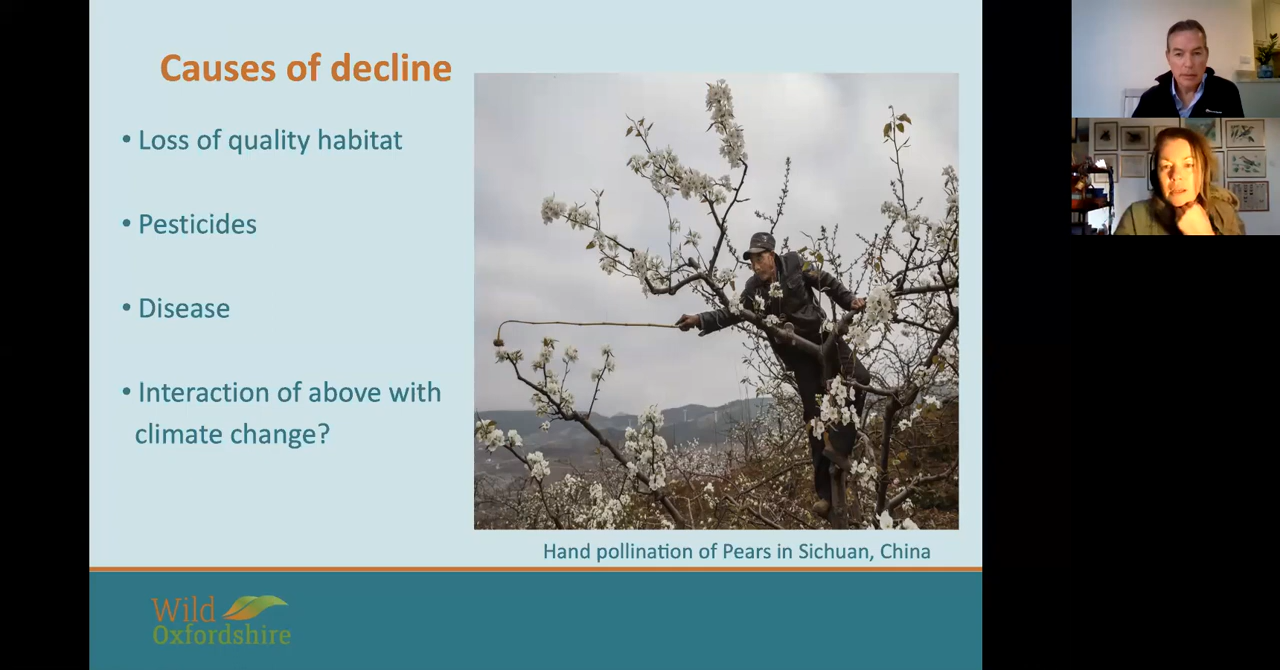 Causes of decline
• Loss of quality habitat
• Pesticides
• Disease
• Interaction of above with
climate change?
Hand pollination of Pears in Sichuan, China
Wild
Oxfordshire